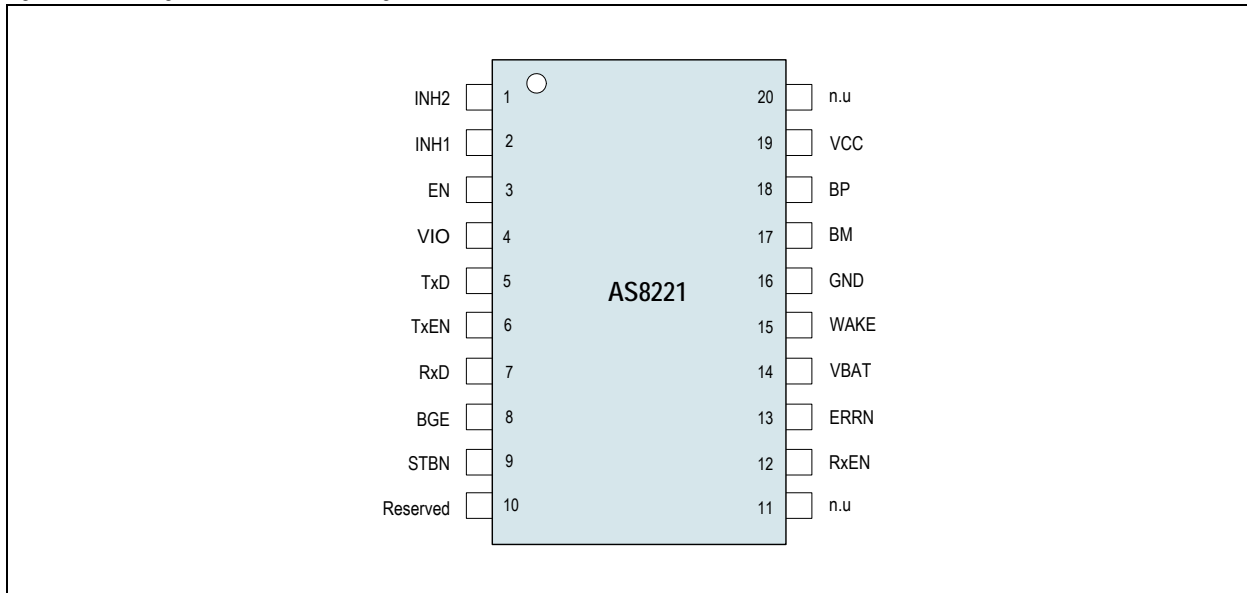 INH2 1 20 n.u
INH1 2 19 VCC
EN 3 18 BP
VIO 4 17 BM
TxD 5 AS8221 16 GND
TxEN 6 15 WAKE
RxD 7 14 VBAT
BGE 8 13 ERRN
STBN 9 12 RxEN
Reserved 10 11 n.u